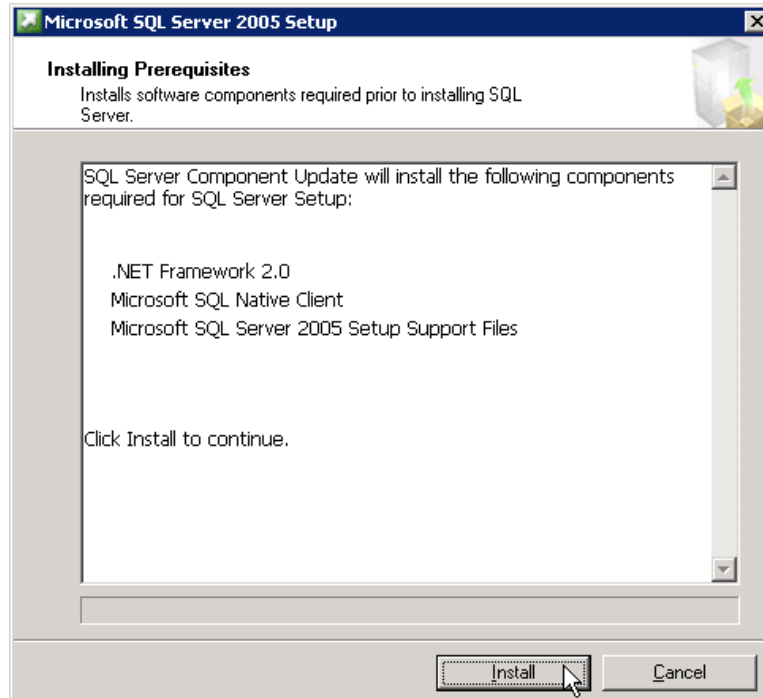 Microsoft SQL Server 2005 Setup
Installing Prerequisites
Installs software components required prior to installing SQL
Server.
SQL Server Component Update will install the following components
required for SQL Server Setup:
.NET Framework 2.0
Microsoft SQL Native Client
Microsoft SQL Server 2005 Setup Support Files
Click Install to continue.
Install
Cancel